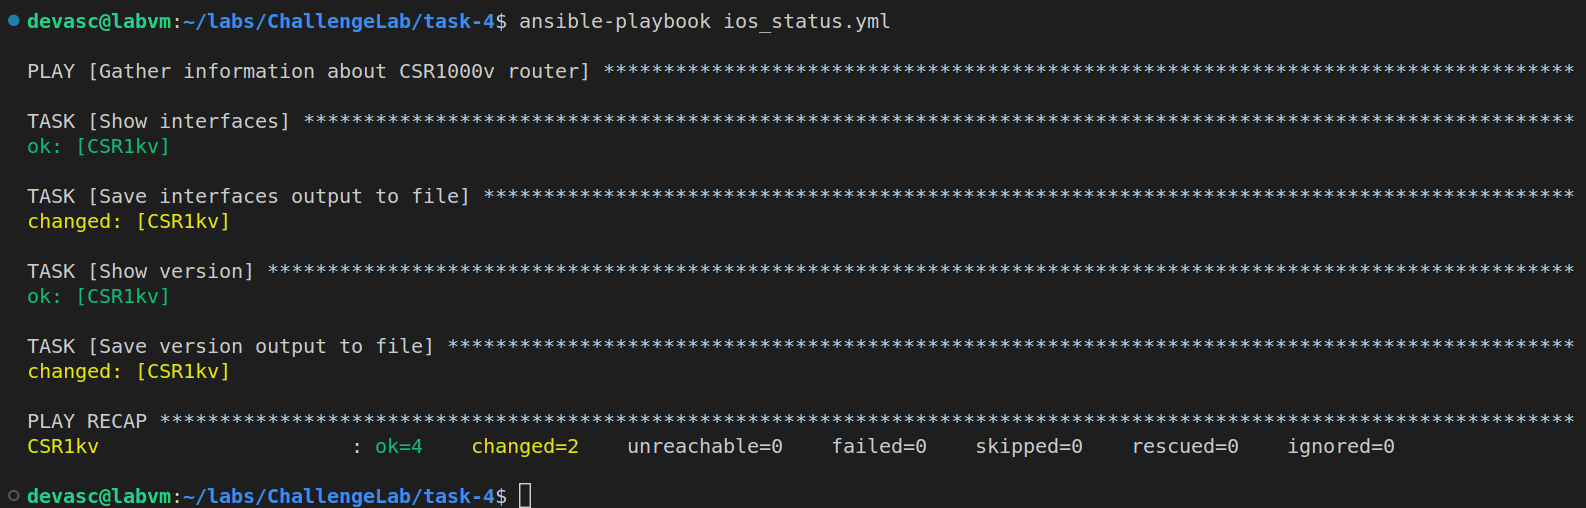 devasc@labvm:~/labs/ChallengeLab/task-4$ ansible-playbook ios_status.yml
PLAY [Gather information about CSR1000v router] *********************************************************************************
TASK [Show interfaces] **********************************************************************************************************
ok: [CSR1kv]
TASK [Save interfaces output to file] *******************************************************************************************
changed: [CSR1kv]
TASK [Show version] *************************************************************************************************************
ok: [CSR1kv]
TASK [Save version output to file] **********************************************************************************************
changed: [CSR1kv]
PLAY RECAP **********************************************************************************************************************
CSR1kv                     : ok=4    changed=2    unreachable=0    failed=0    skipped=0    rescued=0    ignored=0
devasc@labvm:~/labs/ChallengeLab/task-4$